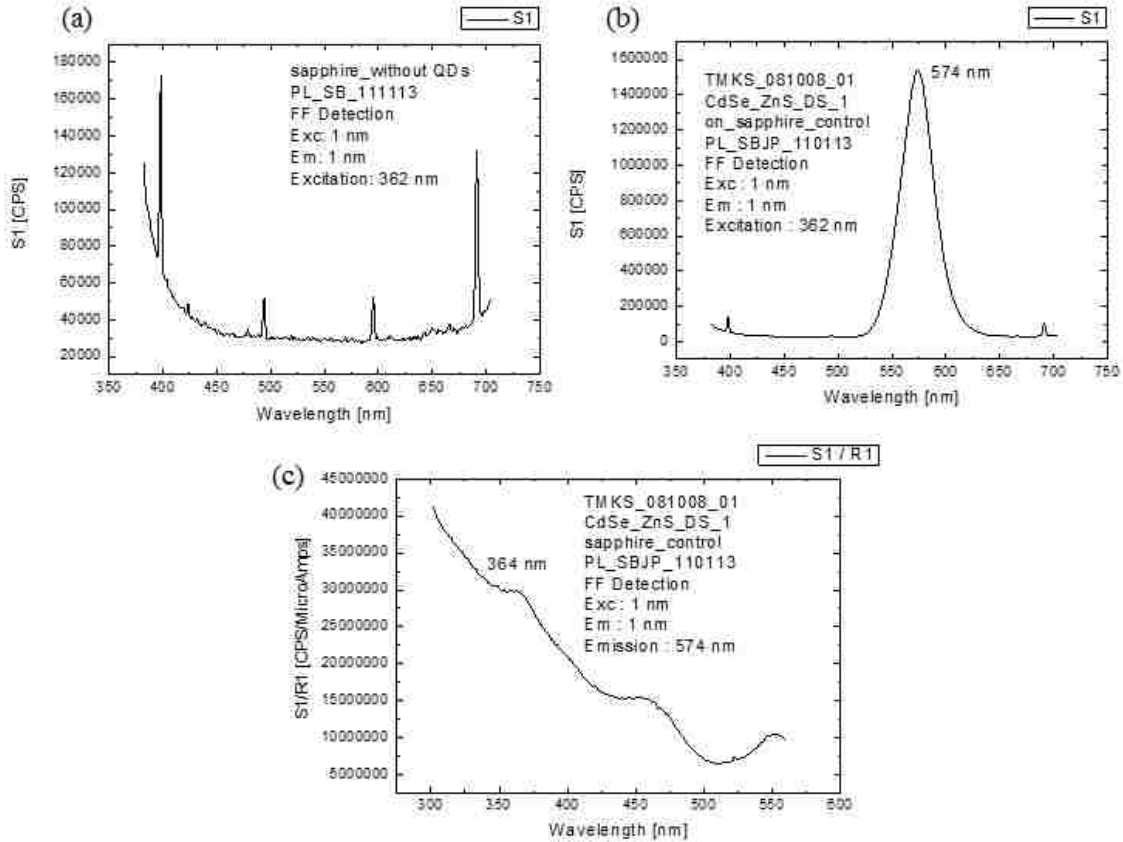 (a)
S1
180000
160000
140000
120000
100000
80000
60000
40000
20000
S1 [CPS]
sapphire_without QDs
PL_SB_111113
FF Detection
Exc: 1 nm
Em: 1 nm
Excitation: 362 nm
350 400 450 500 550 600 650 700 750
Wavelength [nm]
(b)
S1
1600000
1400000
1200000
1000000
800000
600000
400000
200000
0
S1 [CPS]
574 nm
TMKS_081008_01
CdSe_ZnS_DS_1
on_sapphire_control
PL_SBJP_110113
FF Detection
Exc : 1 nm
Em : 1 nm
Excitation : 362 nm
350 400 450 500 550 600 650 700 750
Wavelength [nm]
(c)
S1 / R1
45000000
40000000
35000000
30000000
25000000
20000000
15000000
10000000
5000000
S1/R1 [CPS/MicroAmps]
364 nm
TMKS_081008_01
CdSe_ZnS_DS_1
sapphire_control
PL_SBJP_110113
FF Detection
Exc : 1 nm
Em : 1 nm
Emission : 574 nm
300 350 400 450 500 550 600
Wavelength [nm]